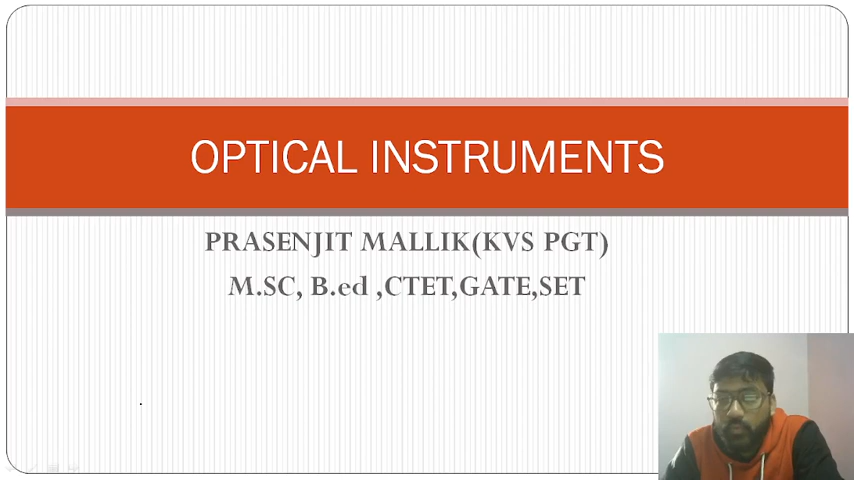 OPTICAL INSTRUMENTS
PRASENJIT MALLIK(KVS PGT)
M.SC, B.ed ,CTET,GATE,SET